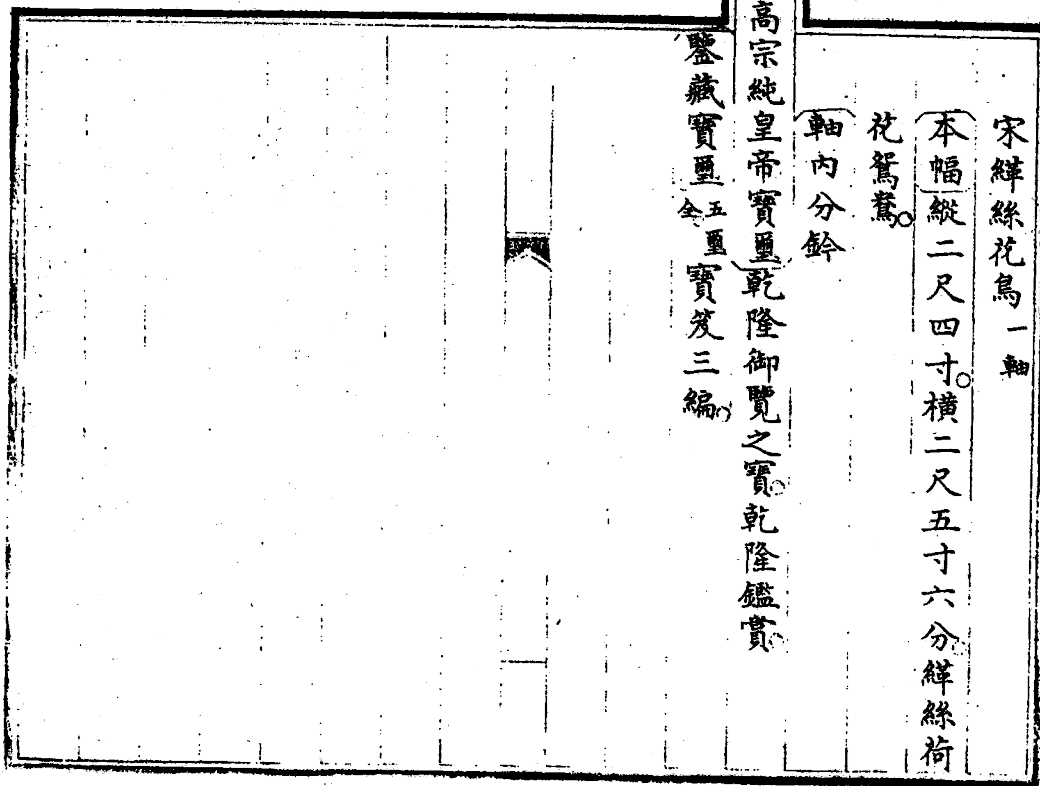 宋緙絲花鳥一軸
本幅縱二尺四寸。橫二尺五寸六分。緙絲荷
花鴛鴦。
軸內分鈐
高宗純皇帝寶璽乾隆御覽之寶。乾隆鑑賞。
鑒藏寶璽五璽全寶笈三編。